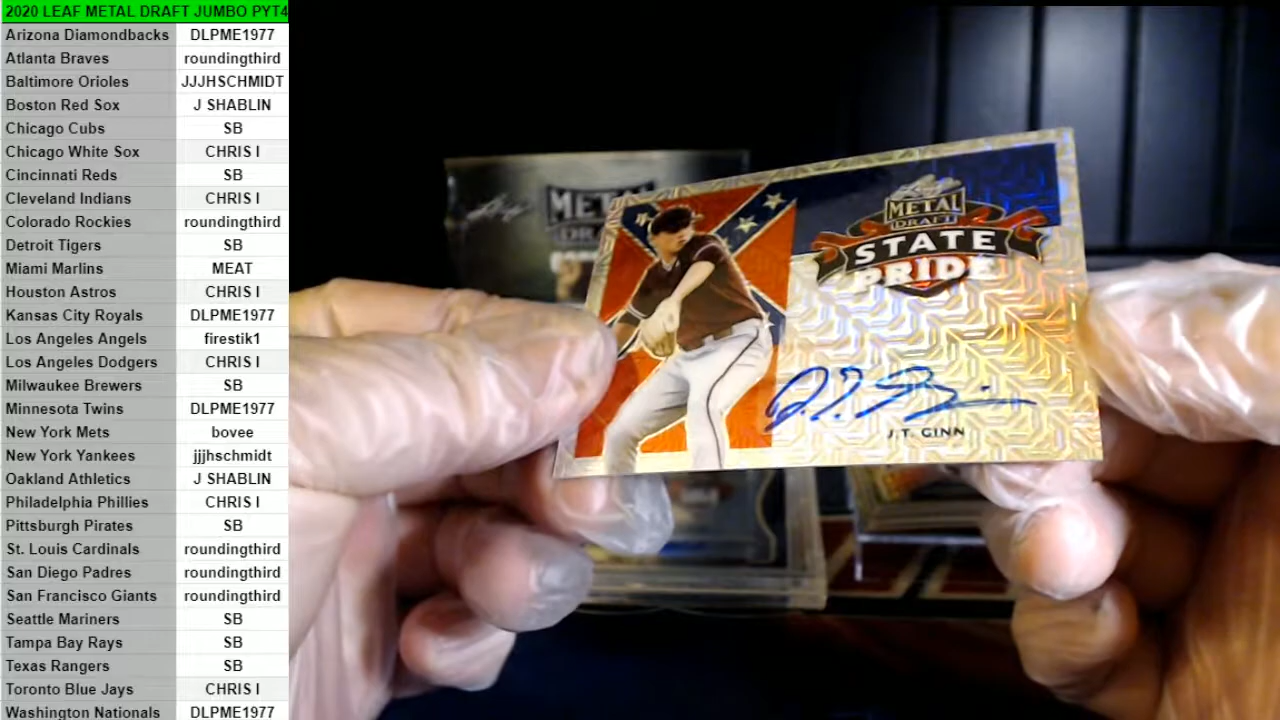 2020 LEAF METAL DRAFT JUMBO PYT4
Arizona Diamondbacks DLPME1977
Atlanta Braves roundingthird
Baltimore Orioles JJJHSCHMIDT
Boston Red Sox J SHABLIN
Chicago Cubs SB
Chicago White Sox CHRIS I
Cincinnati Reds SB
Cleveland Indians CHRIS I
Colorado Rockies roundingthird
Detroit Tigers SB
Miami Marlins MEAT
Houston Astros CHRIS I
Kansas City Royals DLPME1977
Los Angeles Angels firestik1
Los Angeles Dodgers CHRIS I
Milwaukee Brewers SB
Minnesota Twins DLPME1977
New York Mets bovee
New York Yankees jjjhschmidt
Oakland Athletics J SHABLIN
Philadelphia Phillies CHRIS I
Pittsburgh Pirates SB
St. Louis Cardinals roundingthird
San Diego Padres roundingthird
San Francisco Giants roundingthird
Seattle Mariners SB
Tampa Bay Rays SB
Texas Rangers SB
Toronto Blue Jays CHRIS I
Washington Nationals DLPME1977
Leaf
METAL
Leaf
METAL
DRAFT
STATE
PRIDE
J.T. Ginn
J.T. GINN